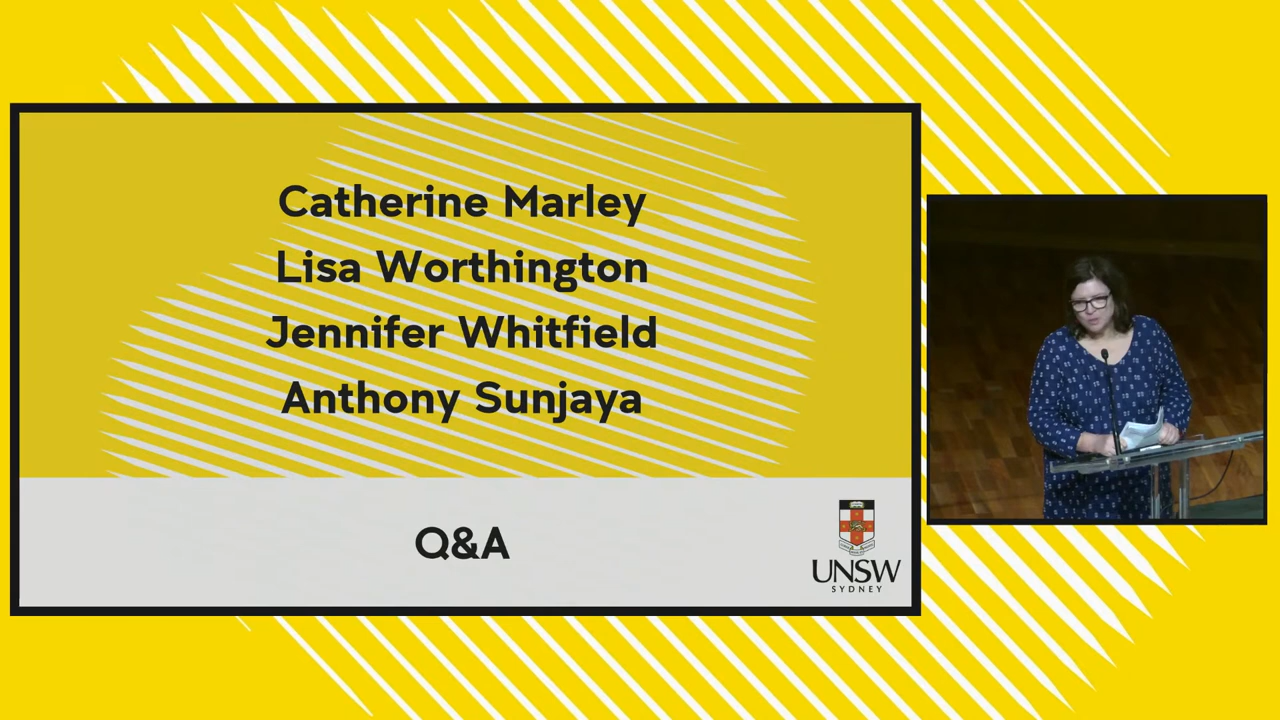 Catherine Marley
Lisa Worthington
Jennifer Whitfield
Anthony Sunjaya
Q&A
UNSW
SYDNEY